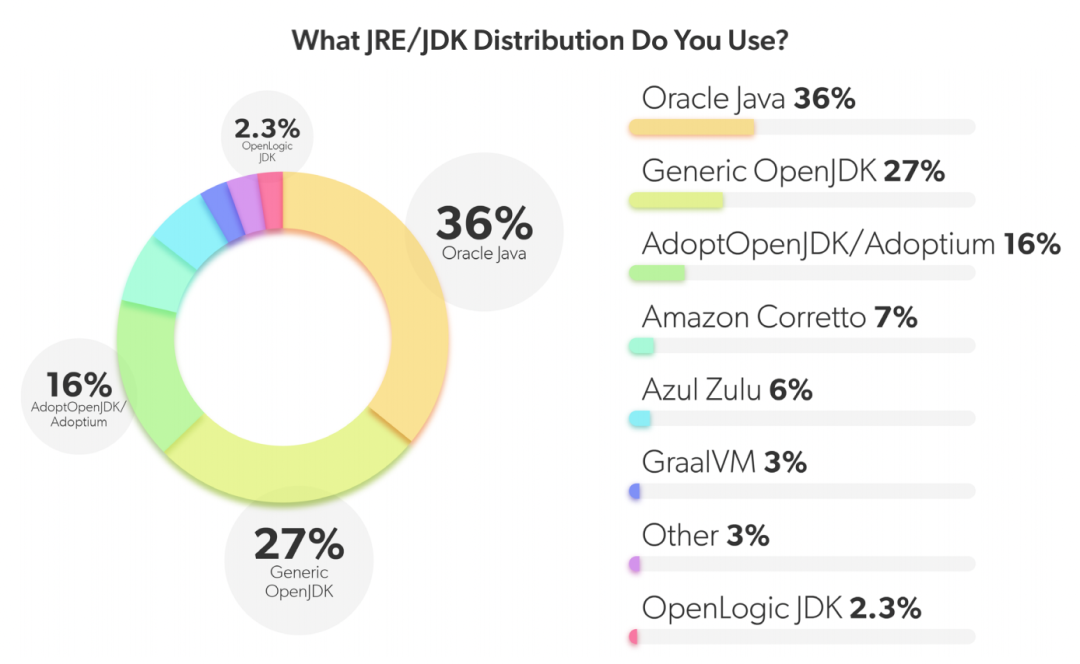 What JRE/JDK Distribution Do You Use?
2.3%
OpenLogic
JDK
36%
Oracle Java
16%
AdoptOpenJDK/
Adoptium
27%
Generic
OpenJDK
Oracle Java 36%
Generic OpenJDK 27%
AdoptOpenJDK/Adoptium 16%
Amazon Corretto 7%
Azul Zulu 6%
GraalVM 3%
Other 3%
OpenLogic JDK 2.3%